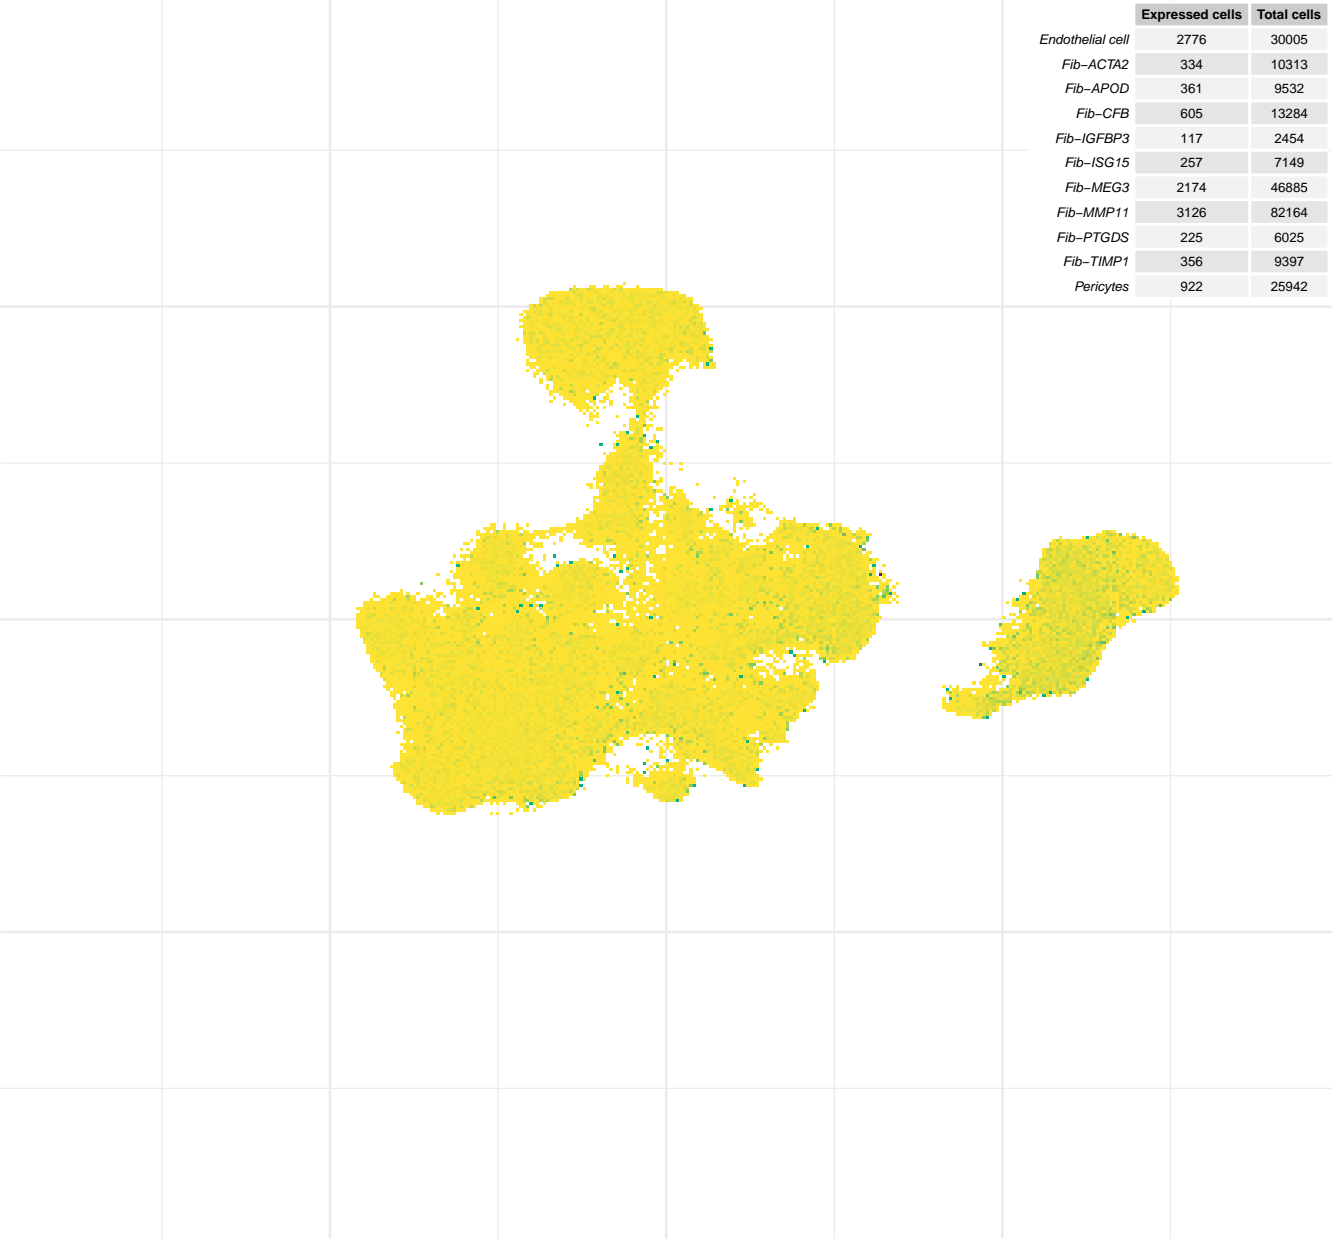 Expressed cells Total cells
Endothelial cell 2776 30005
Fib−ACTA2 334 10313
Fib−APOD 361 9532
Fib−CFB 605 13284
Fib−IGFBP3 117 2454
Fib−ISG15 257 7149
Fib−MEG3 2174 46885
Fib−MMP11 3126 82164
Fib−PTGDS 225 6025
Fib−TIMP1 356 9397
Pericytes 922 25942